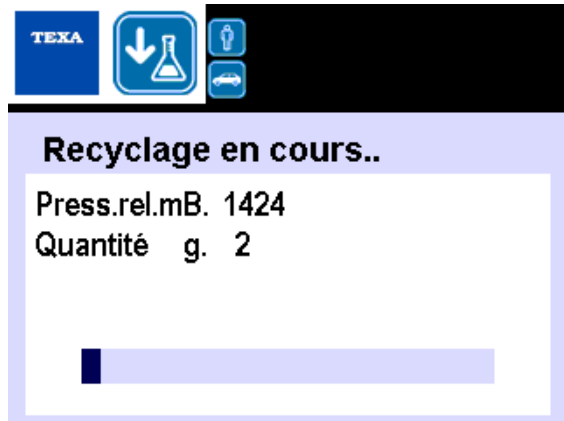 TEXA
Recyclage en cours..
Press.rel.mB. 1424
Quantité g. 2